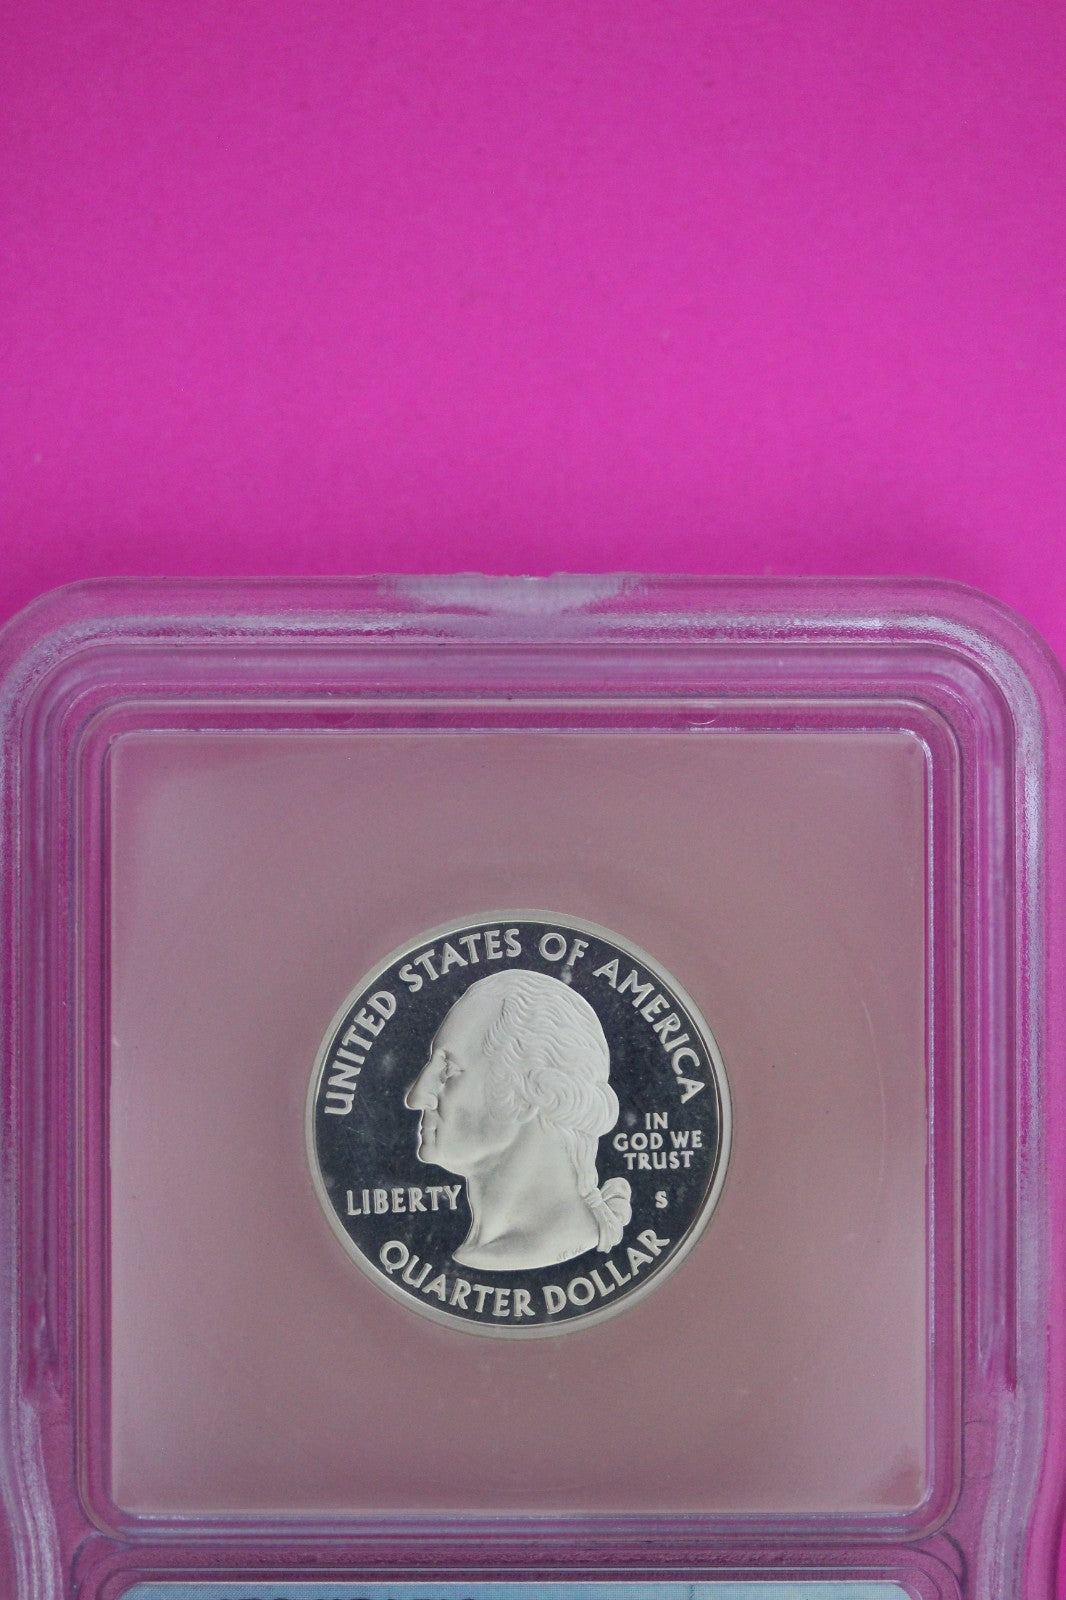 UNITED STATES OF AMERICA
IN
GOD WE
TRUST
LIBERTY
S
QUARTER DOLLAR